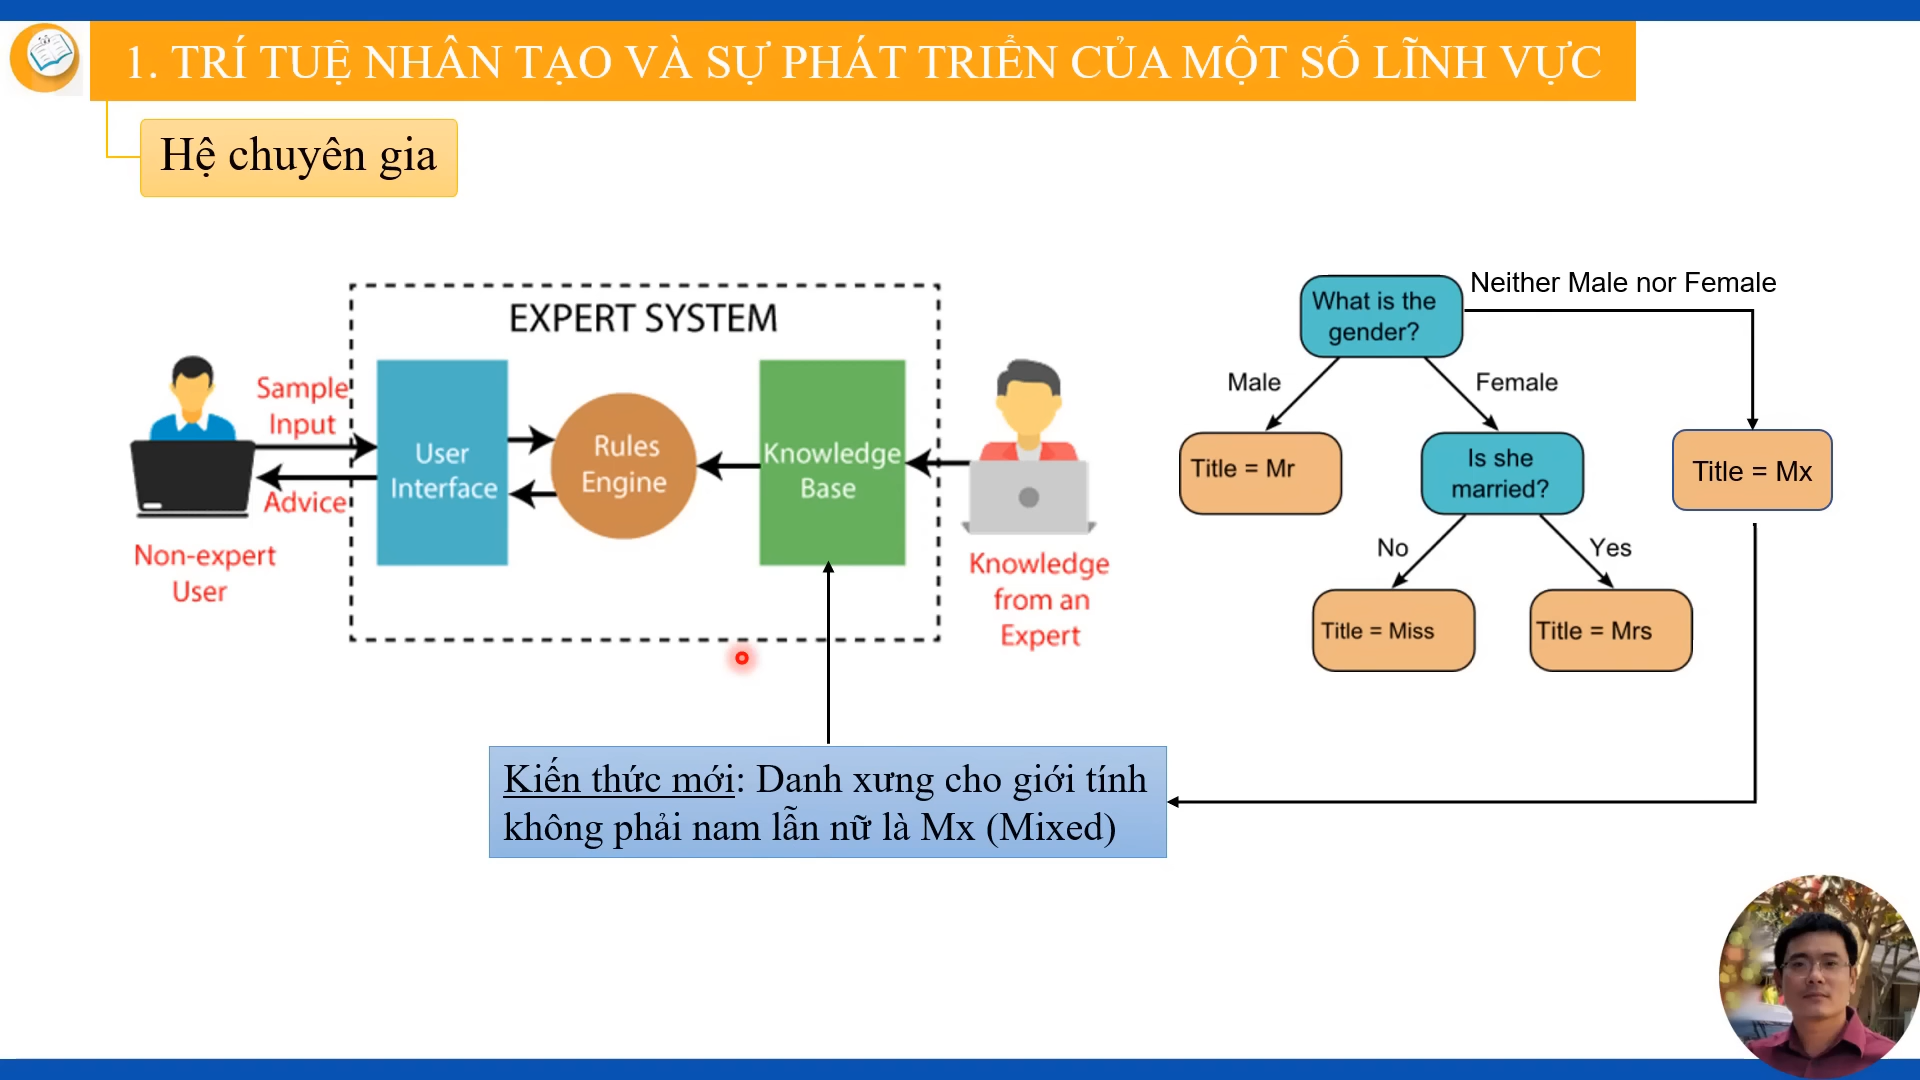 1. TRÍ TUỆ NHÂN TẠO VÀ SỰ PHÁT TRIỂN CỦA MỘT SỐ LĨNH VỰC
Hệ chuyên gia
EXPERT SYSTEM
Sample
Input
Advice
Non-expert
User
User
Interface
Rules
Engine
Knowledge
Base
Knowledge
from an
Expert
What is the
gender?
Neither Male nor Female
Male
Female
Title = Mr
Is she
married?
Title = Mx
No
Yes
Title = Miss
Title = Mrs
Kiến thức mới: Danh xưng cho giới tính
không phải nam lẫn nữ là Mx (Mixed)